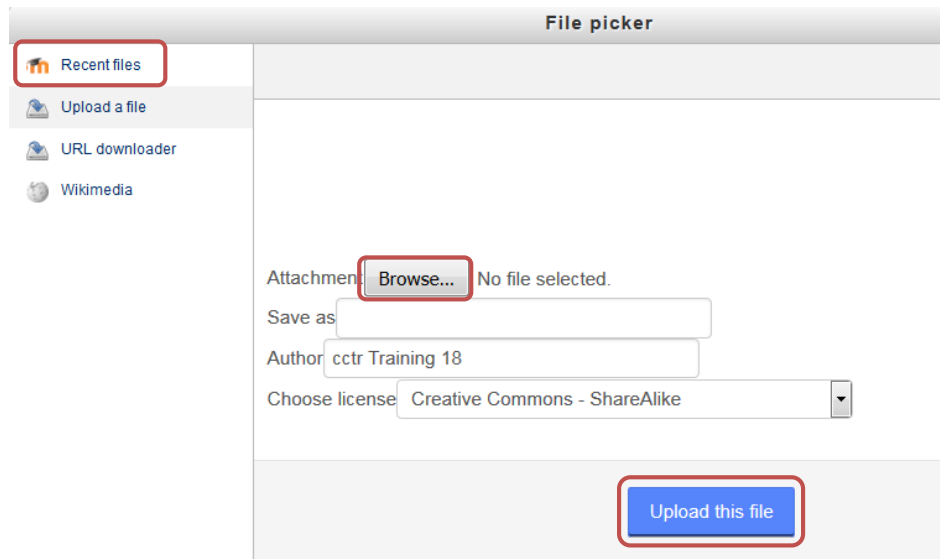 File picker
Recent files
Upload a file
URL downloader
Wikimedia
Attachment Browse... No file selected.
Save as
Author cctr Training 18
Choose license Creative Commons - ShareAlike
Upload this file